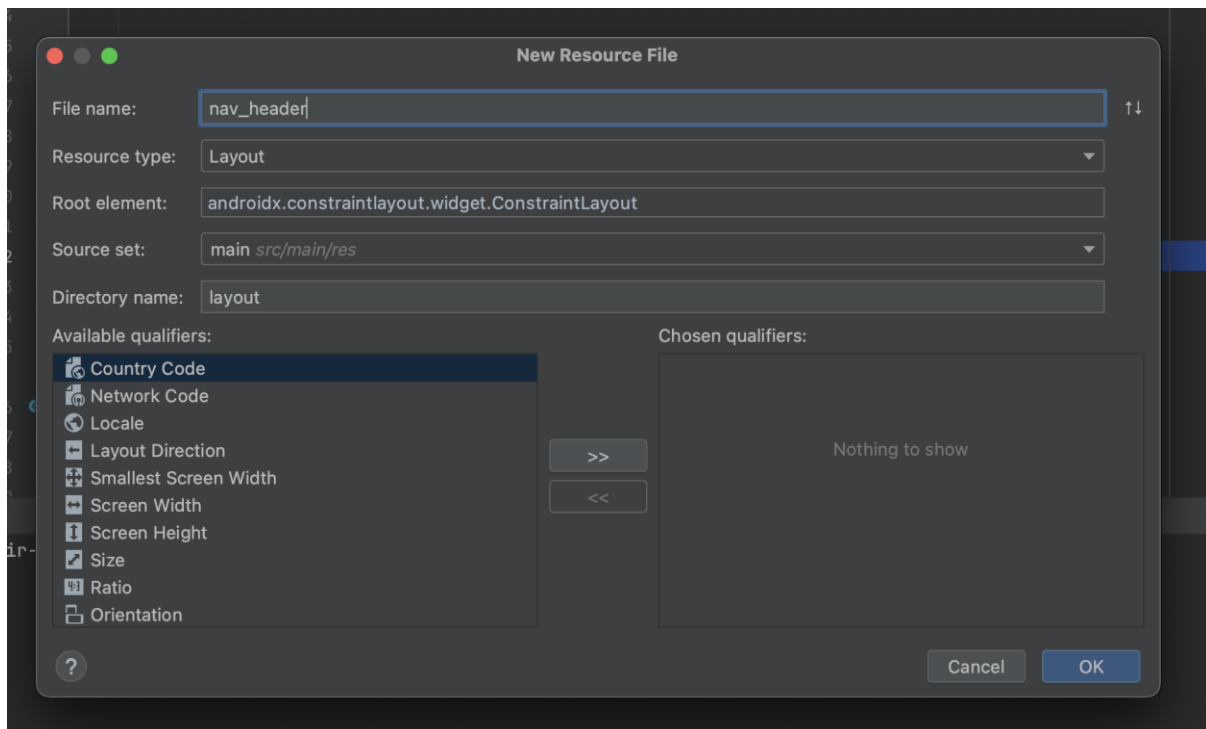 New Resource File
File name: nav_header
Resource type: Layout
Root element: androidx.constraintlayout.widget.ConstraintLayout
Source set: main src/main/res
Directory name: layout
Available qualifiers: Chosen qualifiers:
Country Code
Network Code
Locale
Layout Direction
Nothing to show
>>
Smallest Screen Width
<<
Screen Width
Screen Height
Size
Ratio
Orientation
ir-
? Cancel OK